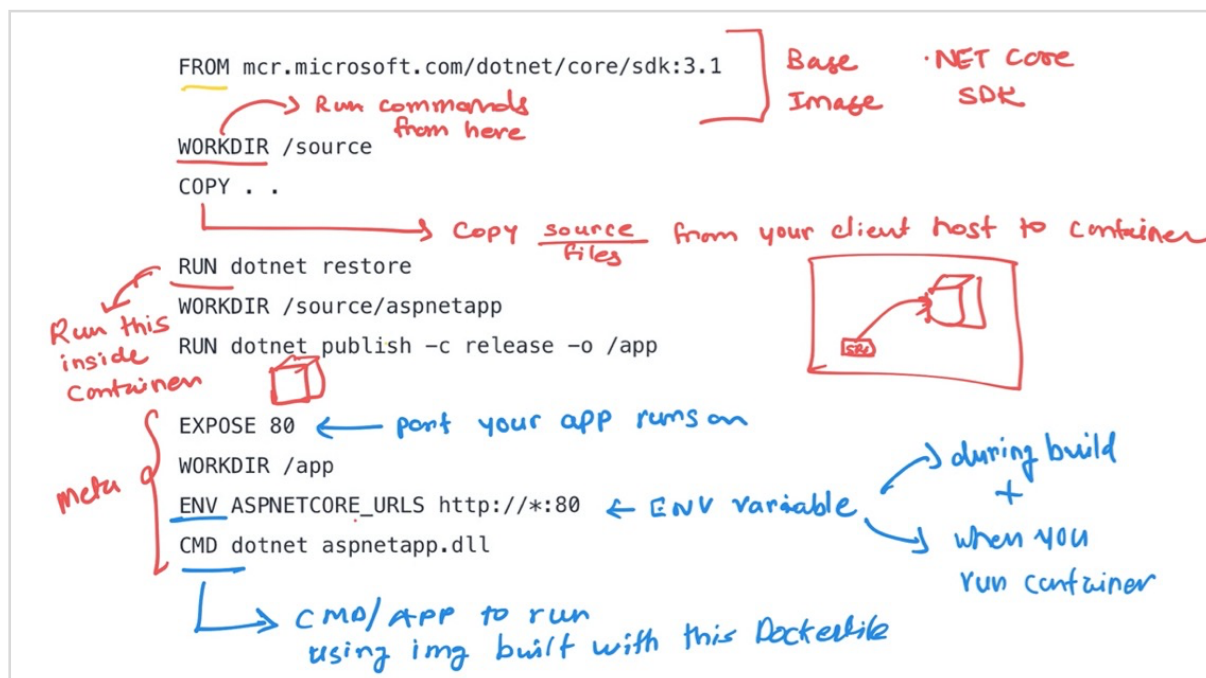 FROM mcr.microsoft.com/dotnet/core/sdk:3.1
Base .NET Core
Image SDK
Run commands
from here
WORKDIR /source
COPY . .
Copy source files from your client host to container
RUN dotnet restore
WORKDIR /source/aspnetapp
RUN dotnet publish -c release -o /app
Run this
inside
container
SRC
EXPOSE 80 ← port your app runs on
WORKDIR /app
meta
ENV ASPNETCORE_URLS http://*:80 ← ENV variable
during build
+
when you
run container
CMD dotnet aspnetapp.dll
CMD/APP to run
using img built with this Dockerfile